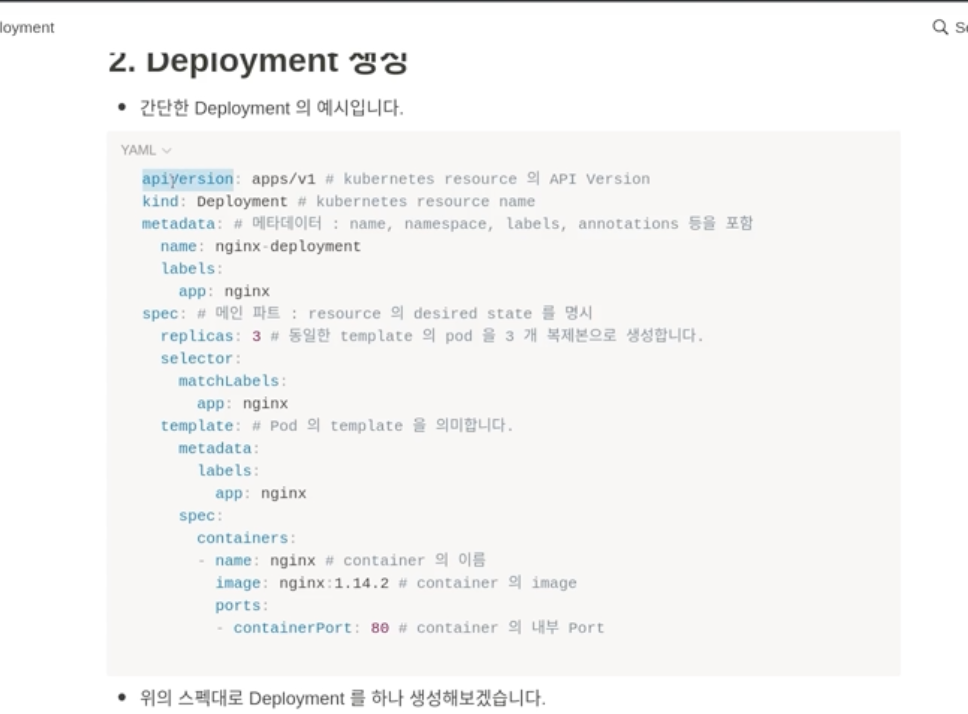 loyment
2. Deployment 생성
• 간단한 Deployment 의 예시입니다.
YAML
apiVersion: apps/v1 # kubernetes resource 의 API Version
kind: Deployment # kubernetes resource name
metadata: # 메타데이터 : name, namespace, labels, annotations 등을 포함
  name: nginx-deployment
  labels:
    app: nginx
spec: # 메인 파트 : resource 의 desired state 를 명시
  replicas: 3 # 동일한 template 의 pod 을 3 개 복제본으로 생성합니다.
  selector:
    matchLabels:
      app: nginx
  template: # Pod 의 template 을 의미합니다.
    metadata:
      labels:
        app: nginx
    spec:
      containers:
      - name: nginx # container 의 이름
        image: nginx:1.14.2 # container 의 image
        ports:
        - containerPort: 80 # container 의 내부 Port
• 위의 스펙대로 Deployment 를 하나 생성해보겠습니다.